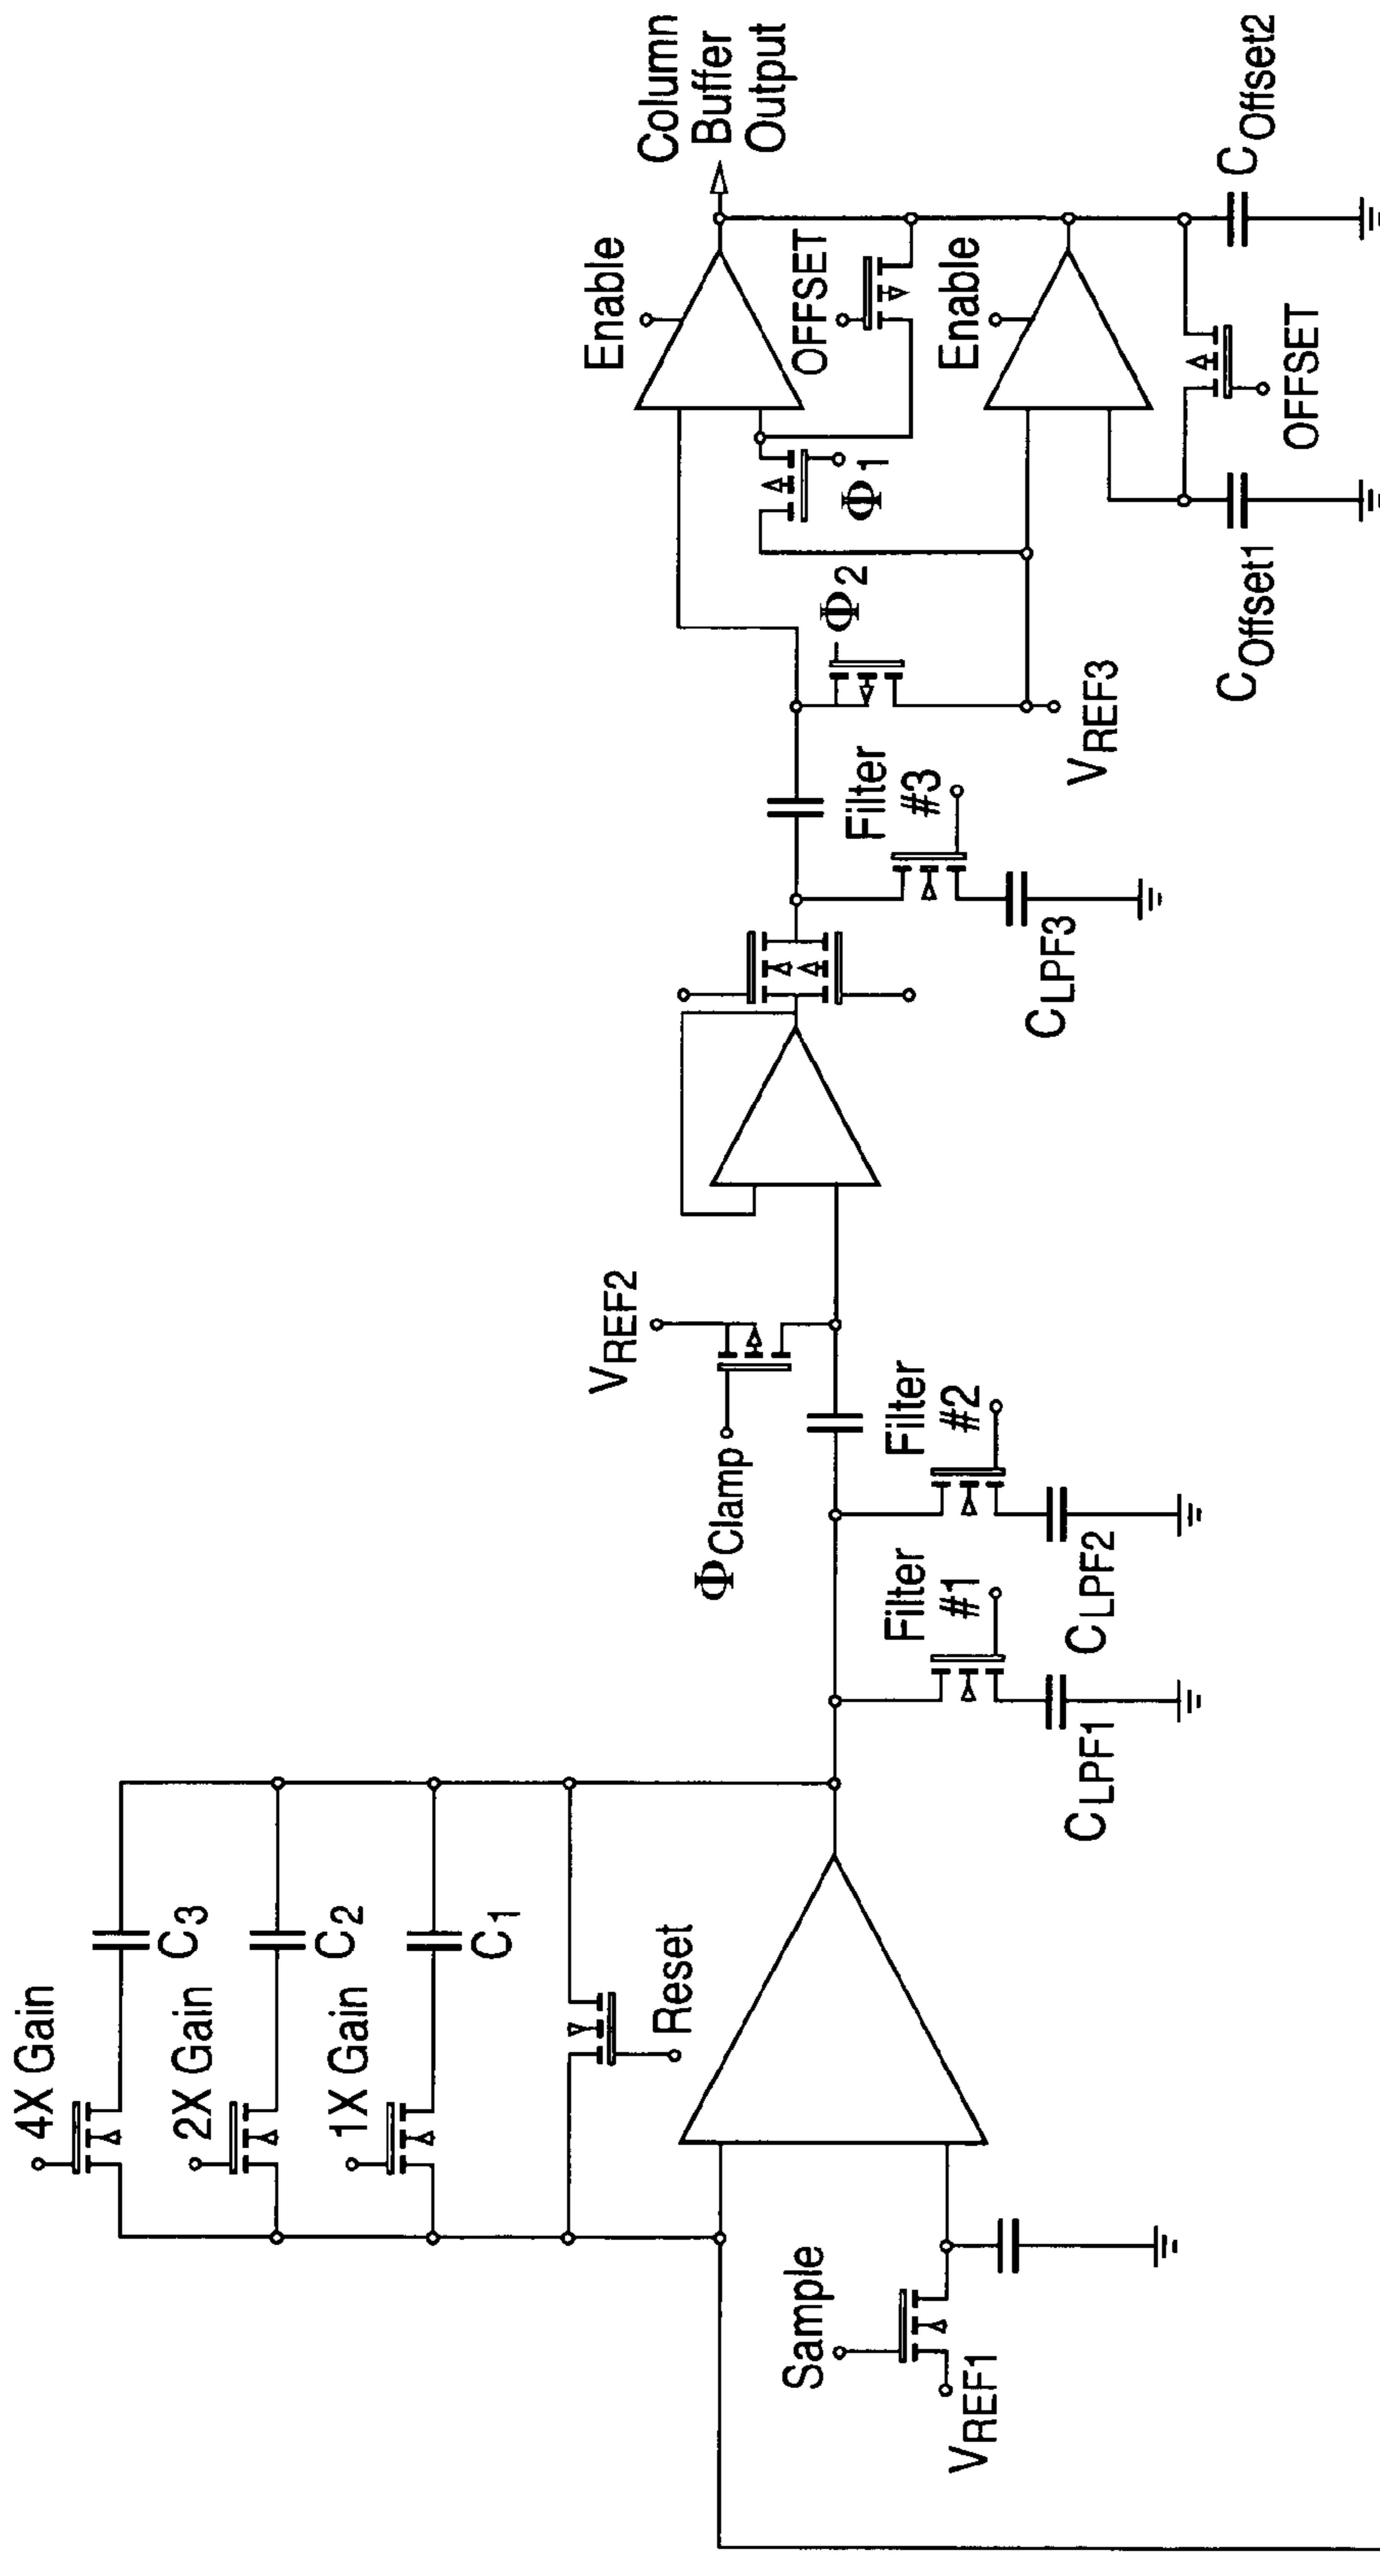 4X Gain
C3
2X Gain
C2
1X Gain
C1
Reset
Sample
VREF1
Filter
#1
CLPF1
Filter
#2
CLPF2
ΦClamp
VREF2
Filter
#3
CLPF3
Φ2
VREF3
Φ1
Enable
OFFSET
Enable
OFFSET
COffset1
COffset2
Column
Buffer
Output